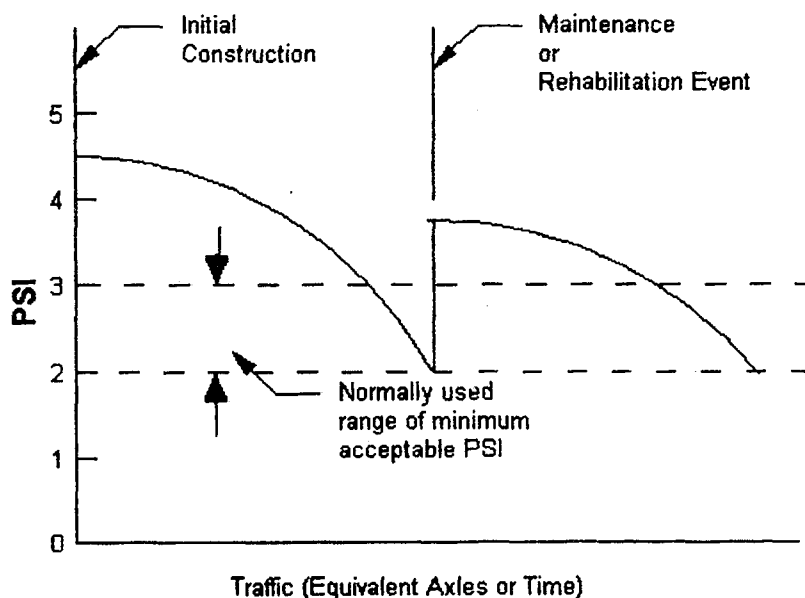 Initial
Construction
Maintenance
or
Rehabilitation Event
5
4
3
2
1
0
PSI
Normally used
range of minimum
acceptable PSI
Traffic (Equivalent Axles or Time)